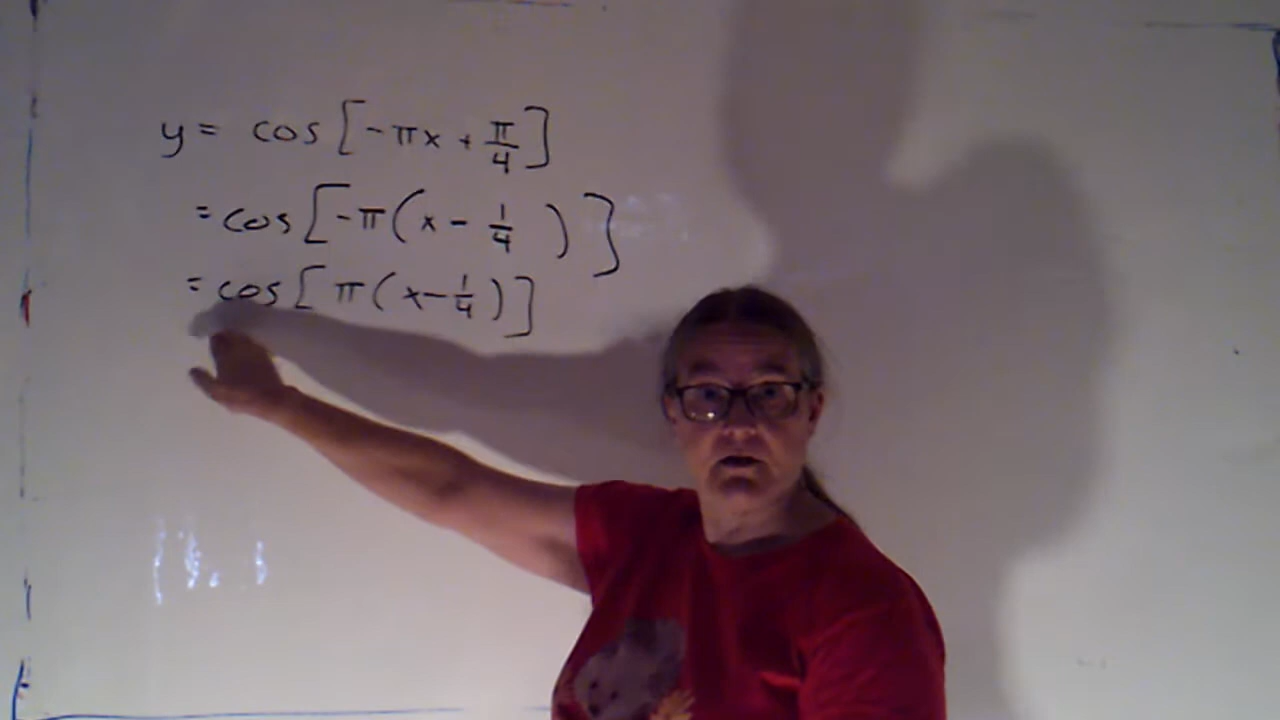 y = cos[-πx + π/4]
= cos[-π(x - 1/4)]
= cos[π(x - 1/4)]